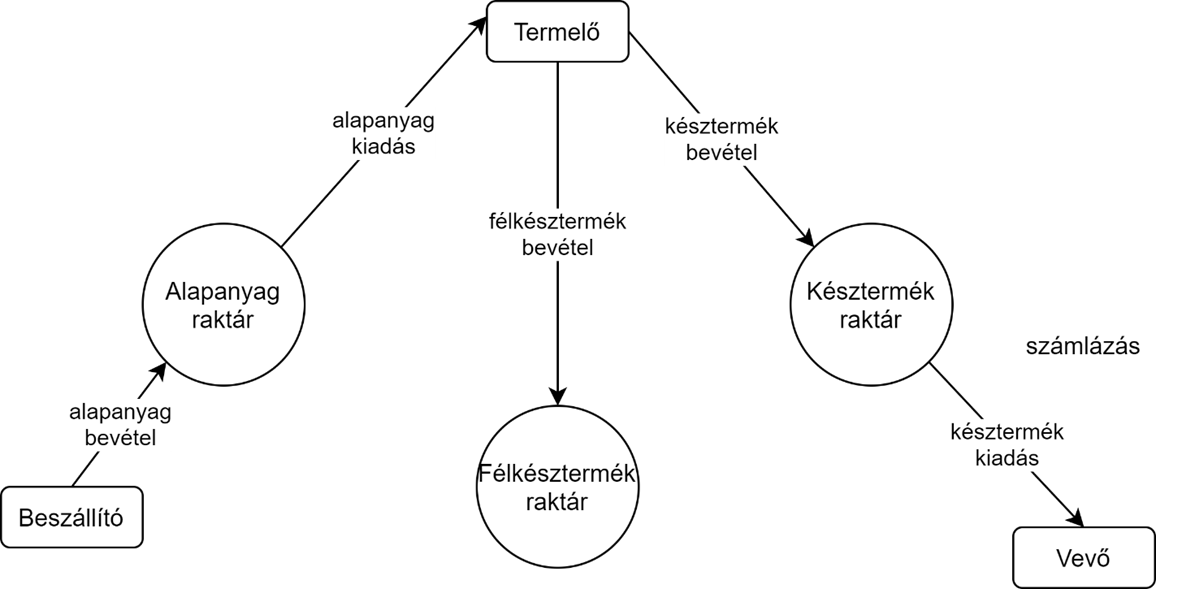 Termelő
alapanyag
kiadás
késztermék
bevétel
félkésztermék
bevétel
Alapanyag
raktár
Késztermék
raktár
számlázás
alapanyag
bevétel
késztermék
kiadás
Félkésztermék
raktár
Beszállító
Vevő